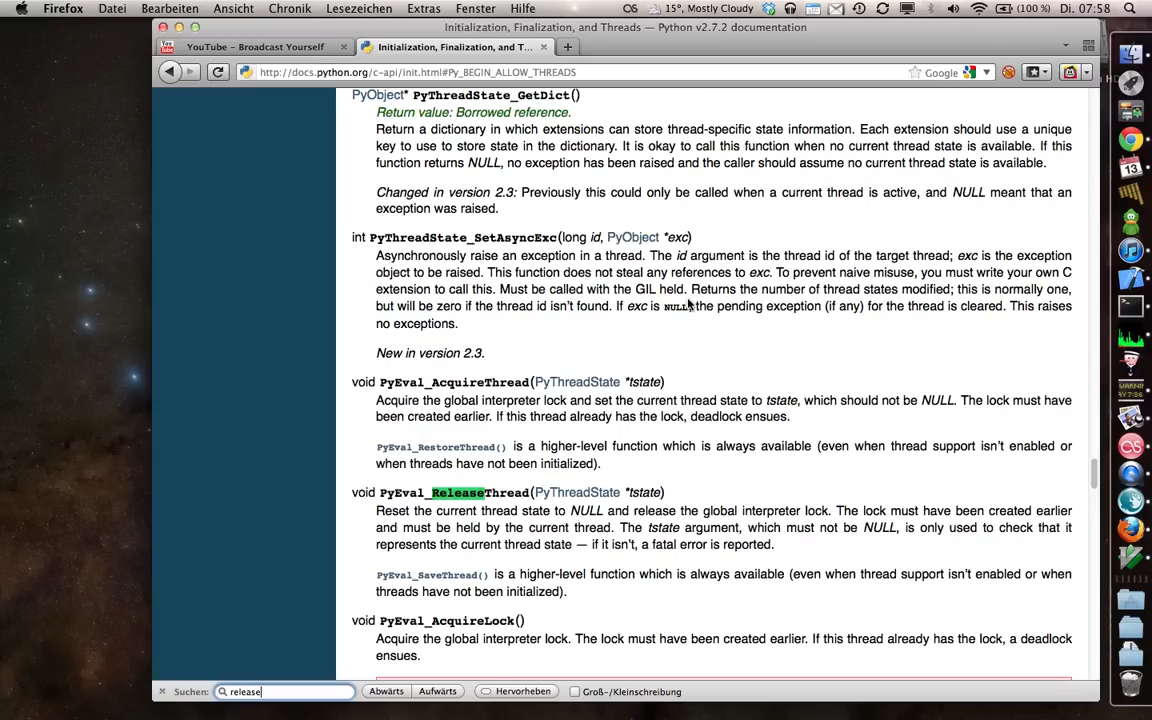 Firefox Datei Bearbeiten Ansicht Chronik Lesezeichen Extras Fenster Hilfe 15°, Mostly Cloudy (100 %) Di. 07:58
Initialization, Finalization, and Threads — Python v2.7.2 documentation
YouTube - Broadcast Yourself Initialization, Finalization, and T...
http://docs.python.org/c-api/init.html#Py_BEGIN_ALLOW_THREADS Google
PyObject* PyThreadState_GetDict()
Return value: Borrowed reference.
Return a dictionary in which extensions can store thread-specific state information. Each extension should use a unique
key to use to store state in the dictionary. It is okay to call this function when no current thread state is available. If this
function returns NULL, no exception has been raised and the caller should assume no current thread state is available.
Changed in version 2.3: Previously this could only be called when a current thread is active, and NULL meant that an
exception was raised.
int PyThreadState_SetAsyncExc(long id, PyObject *exc)
Asynchronously raise an exception in a thread. The id argument is the thread id of the target thread; exc is the exception
object to be raised. This function does not steal any references to exc. To prevent naive misuse, you must write your own C
extension to call this. Must be called with the GIL held. Returns the number of thread states modified; this is normally one,
but will be zero if the thread id isn't found. If exc is NULL, the pending exception (if any) for the thread is cleared. This raises
no exceptions.
New in version 2.3.
void PyEval_AcquireThread(PyThreadState *tstate)
Acquire the global interpreter lock and set the current thread state to tstate, which should not be NULL. The lock must have
been created earlier. If this thread already has the lock, deadlock ensues.
PyEval_RestoreThread() is a higher-level function which is always available (even when thread support isn't enabled or
when threads have not been initialized).
void PyEval_ReleaseThread(PyThreadState *tstate)
Reset the current thread state to NULL and release the global interpreter lock. The lock must have been created earlier
and must be held by the current thread. The tstate argument, which must not be NULL, is only used to check that it
represents the current thread state — if it isn't, a fatal error is reported.
PyEval_SaveThread() is a higher-level function which is always available (even when thread support isn't enabled or when
threads have not been initialized).
void PyEval_AcquireLock()
Acquire the global interpreter lock. The lock must have been created earlier. If this thread already has the lock, a deadlock
ensues.
Suchen: release Abwärts Aufwärts Hervorheben Groß-/Kleinschreibung